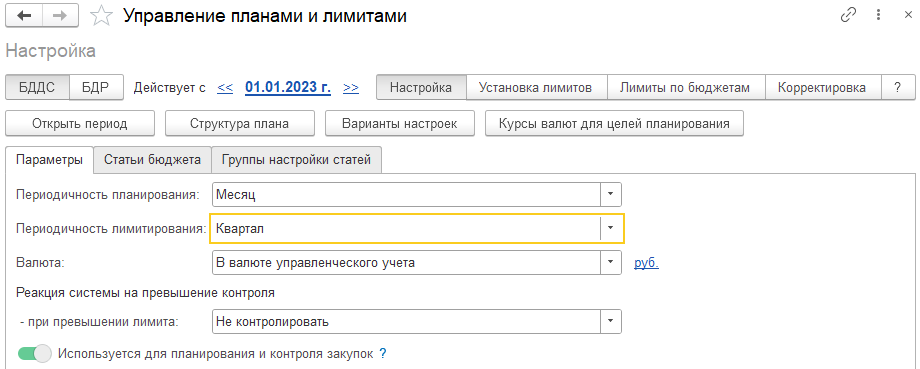 Управление планами и лимитами
Настройка
БДДС БДР Действует с << 01.01.2023 г. >> Настройка Установка лимитов Лимиты по бюджетам Корректировка ?
Открыть период Структура плана Варианты настроек Курсы валют для целей планирования
Параметры Статьи бюджета Группы настройки статей
Периодичность планирования: Месяц
Периодичность лимитирования: Квартал
Валюта: В валюте управленческого учета руб.
Реакция системы на превышение контроля
- при превышении лимита: Не контролировать
Используется для планирования и контроля закупок ?